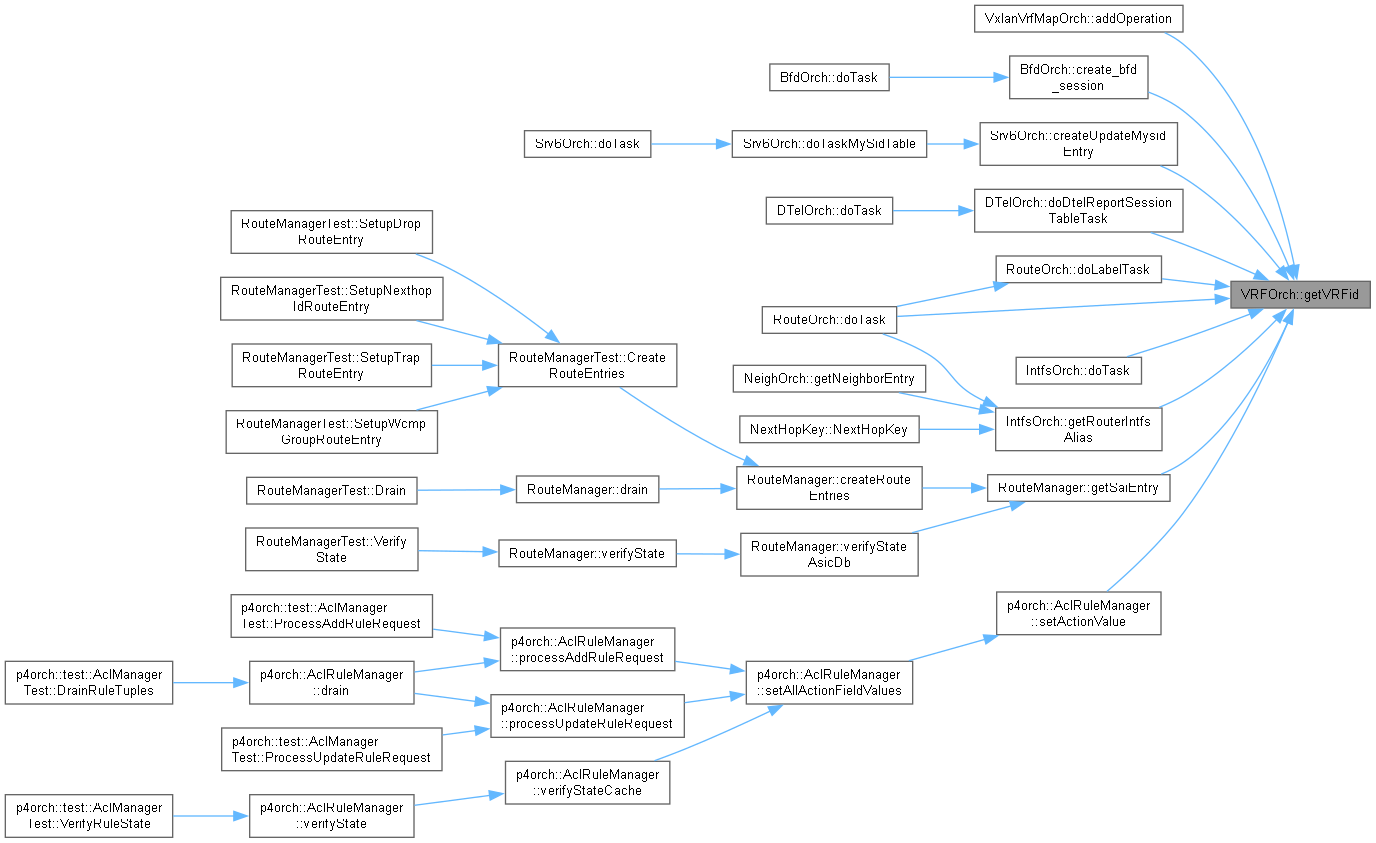 VxlanVrfMapOrch::addOperation
BfdOrch::create_bfd
_session
BfdOrch::doTask
Srv6Orch::createUpdateMysid
Entry
Srv6Orch::doTaskMySidTable
Srv6Orch::doTask
DTelOrch::doDtelReportSession
TableTask
DTelOrch::doTask
RouteManagerTest::SetupDrop
RouteEntry
RouteOrch::doLabelTask
RouteManagerTest::SetupNexthop
IdRouteEntry
VRFOrch::getVRFid
RouteOrch::doTask
RouteManagerTest::SetupTrap
RouteEntry
RouteManagerTest::Create
RouteEntries
IntfsOrch::doTask
NeighOrch::getNeighborEntry
RouteManagerTest::SetupWcmp
GroupRouteEntry
NextHopKey::NextHopKey
IntfsOrch::getRouterIntfs
Alias
RouteManagerTest::Drain
RouteManager::drain
RouteManager::createRoute
Entries
RouteManager::getSaiEntry
RouteManagerTest::Verify
State
RouteManager::verifyState
RouteManager::verifyState
AsicDb
p4orch::test::AclManager
Test::ProcessAddRuleRequest
p4orch::AclRuleManager
::setActionValue
p4orch::AclRuleManager
::processAddRuleRequest
p4orch::test::AclManager
Test::DrainRuleTuples
p4orch::AclRuleManager
::drain
p4orch::AclRuleManager
::setAllActionFieldValues
p4orch::AclRuleManager
::processUpdateRuleRequest
p4orch::test::AclManager
Test::ProcessUpdateRuleRequest
p4orch::AclRuleManager
::verifyStateCache
p4orch::test::AclManager
Test::VerifyRuleState
p4orch::AclRuleManager
::verifyState